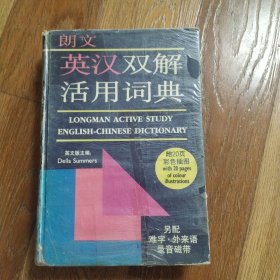 朗文
英汉双解
活用词典
LONGMAN ACTIVE STUDY
ENGLISH-CHINESE DICTIONARY
英文版主编:
Della Summers
附20页
彩色插图
with 20 pages
of colour
illustrations
另配
难字·外来语
录音磁带